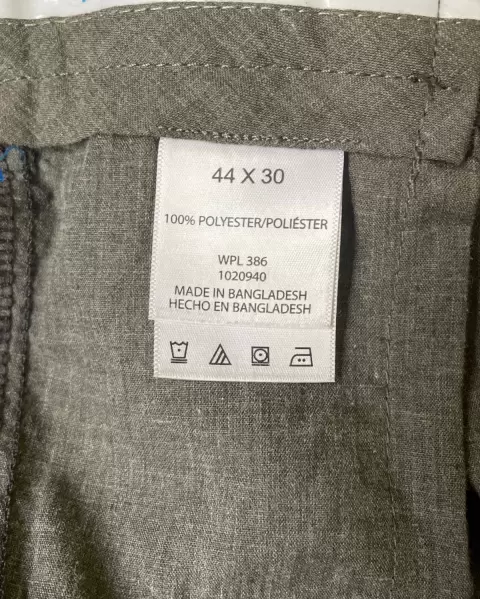 44 X 30
100% POLYESTER/POLIÉSTER
WPL 386
1020940
MADE IN BANGLADESH
HECHO EN BANGLADESH